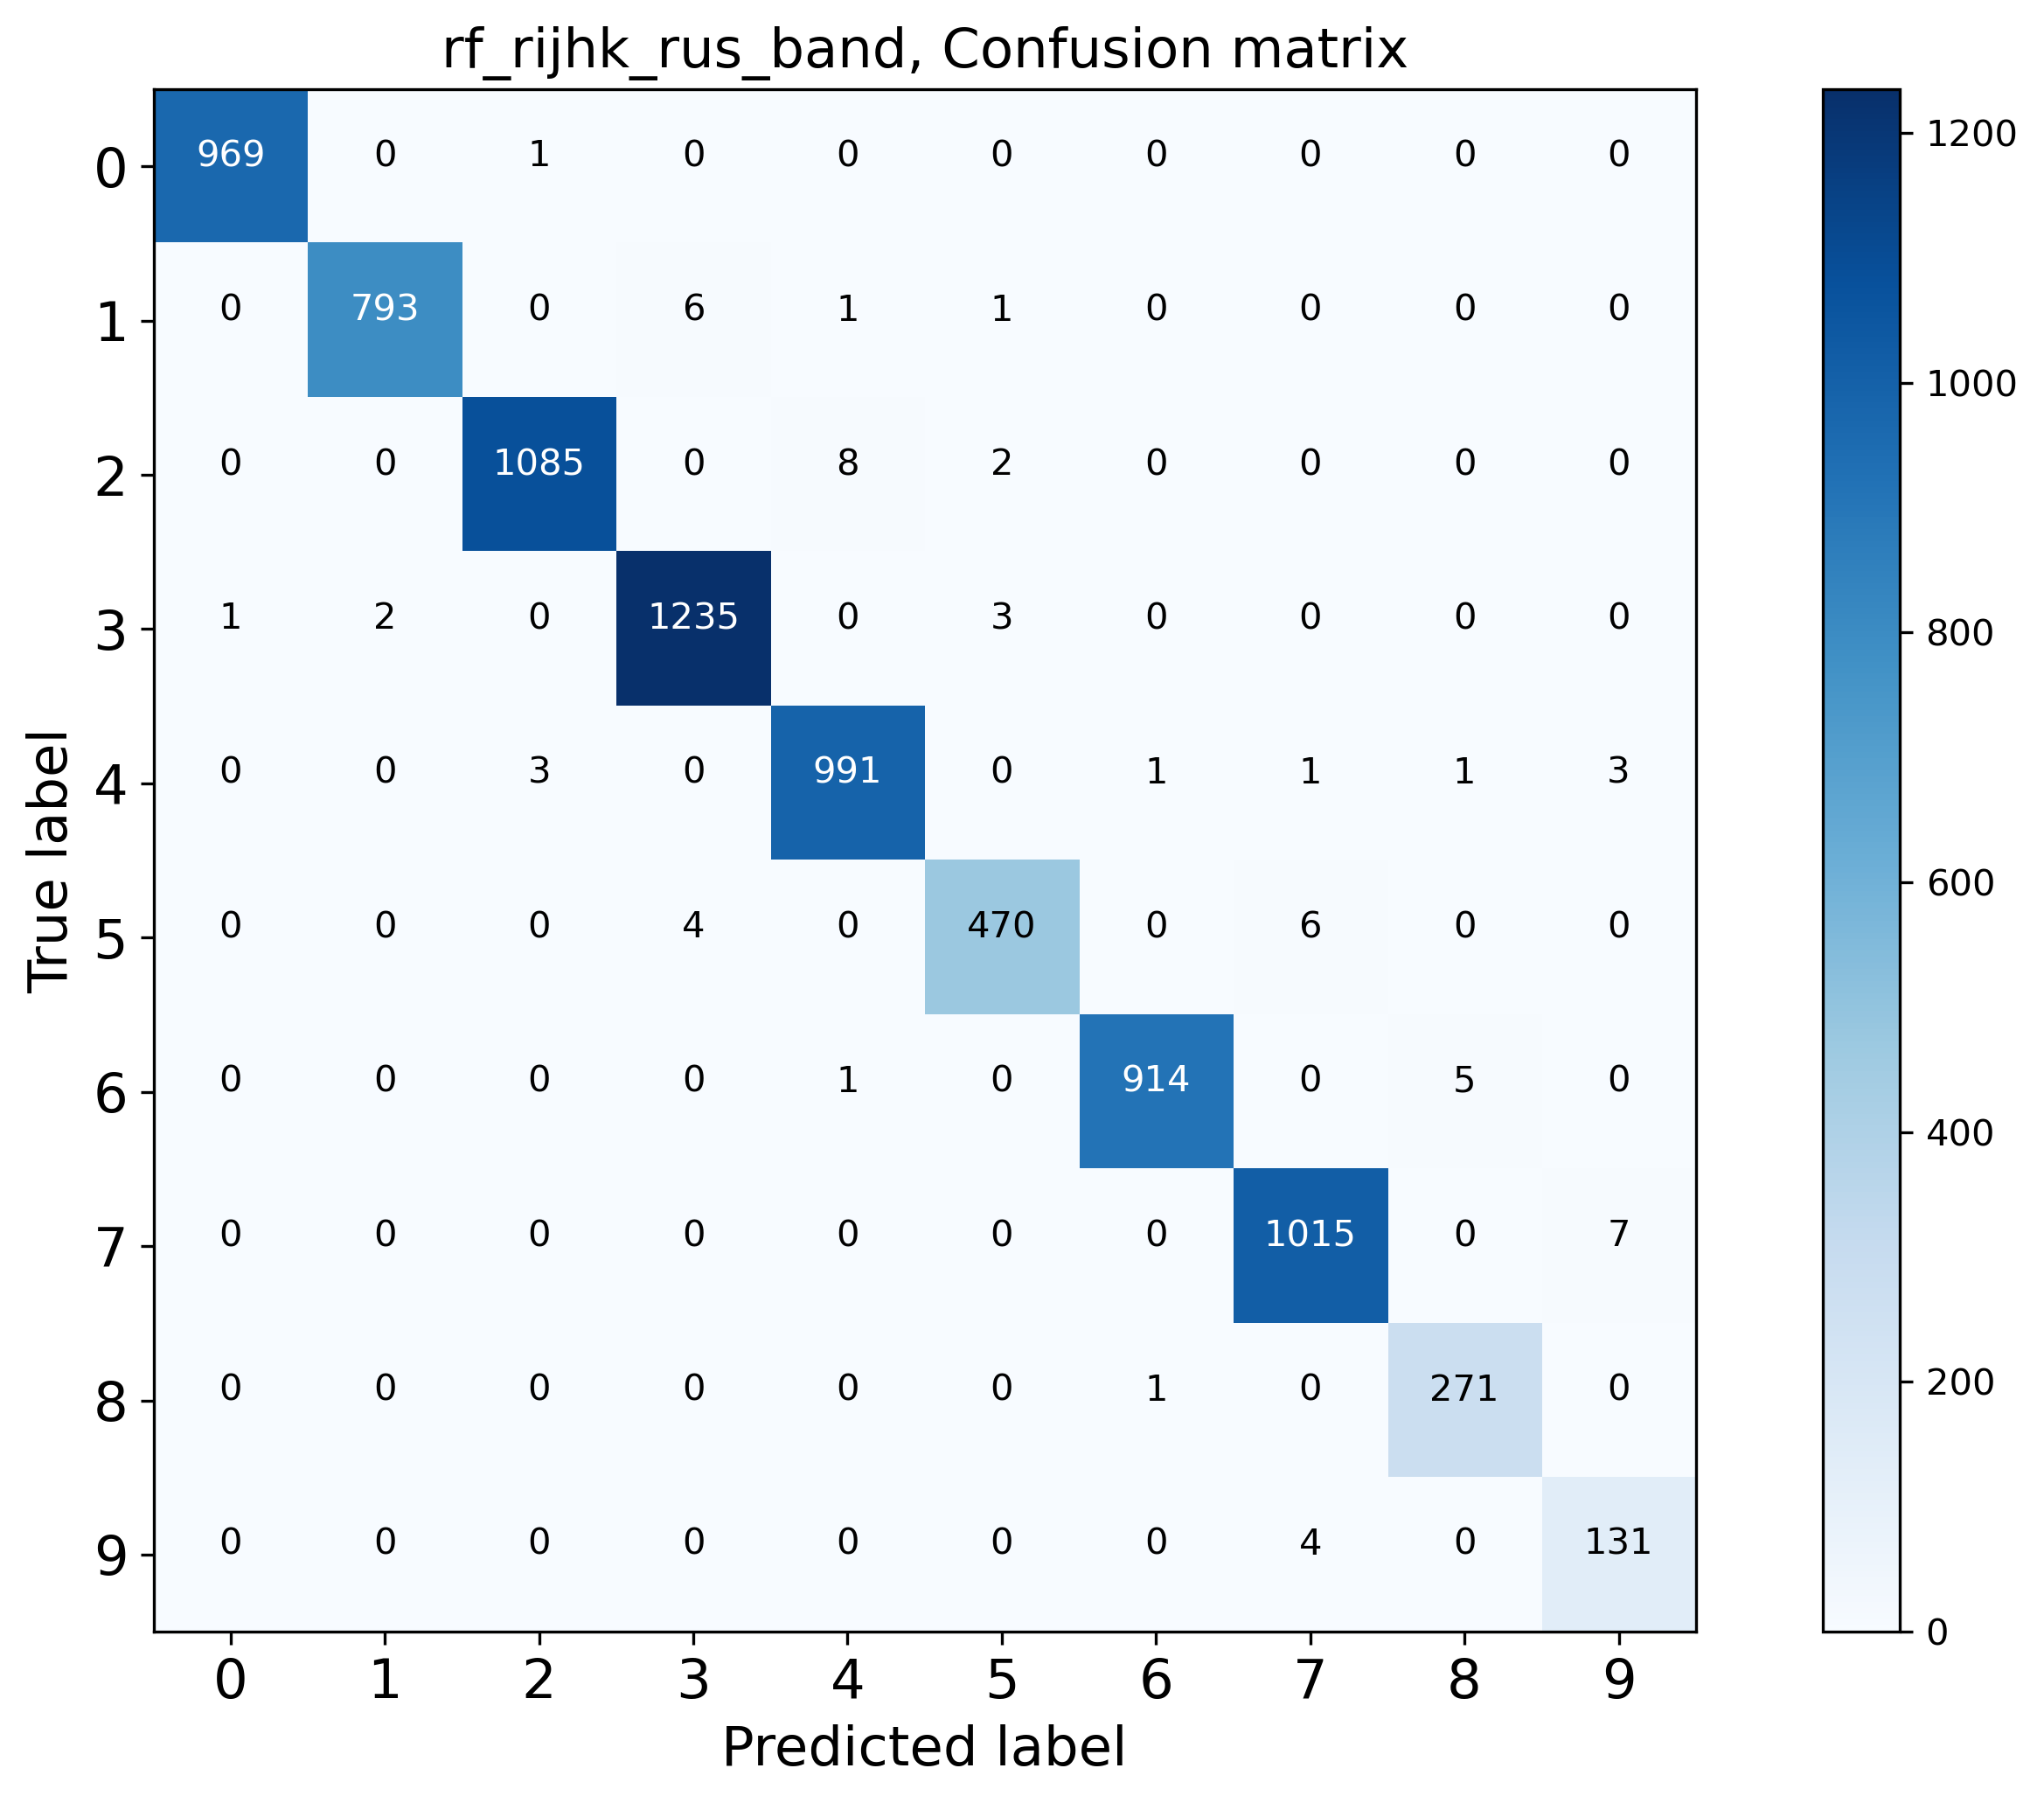 rf_rijhk_rus_band, Confusion matrix
0 969 0 1 0 0 0 0 0 0 0
1 0 793 0 6 1 1 0 0 0 0
2 0 0 1085 0 8 2 0 0 0 0
3 1 2 0 1235 0 3 0 0 0 0
4 0 0 3 0 991 0 1 1 1 3
5 0 0 0 4 0 470 0 6 0 0
6 0 0 0 0 1 0 914 0 5 0
7 0 0 0 0 0 0 0 1015 0 7
8 0 0 0 0 0 0 1 0 271 0
9 0 0 0 0 0 0 0 4 0 131
0 1 2 3 4 5 6 7 8 9
Predicted label
True label
1200
1000
800
600
400
200
0